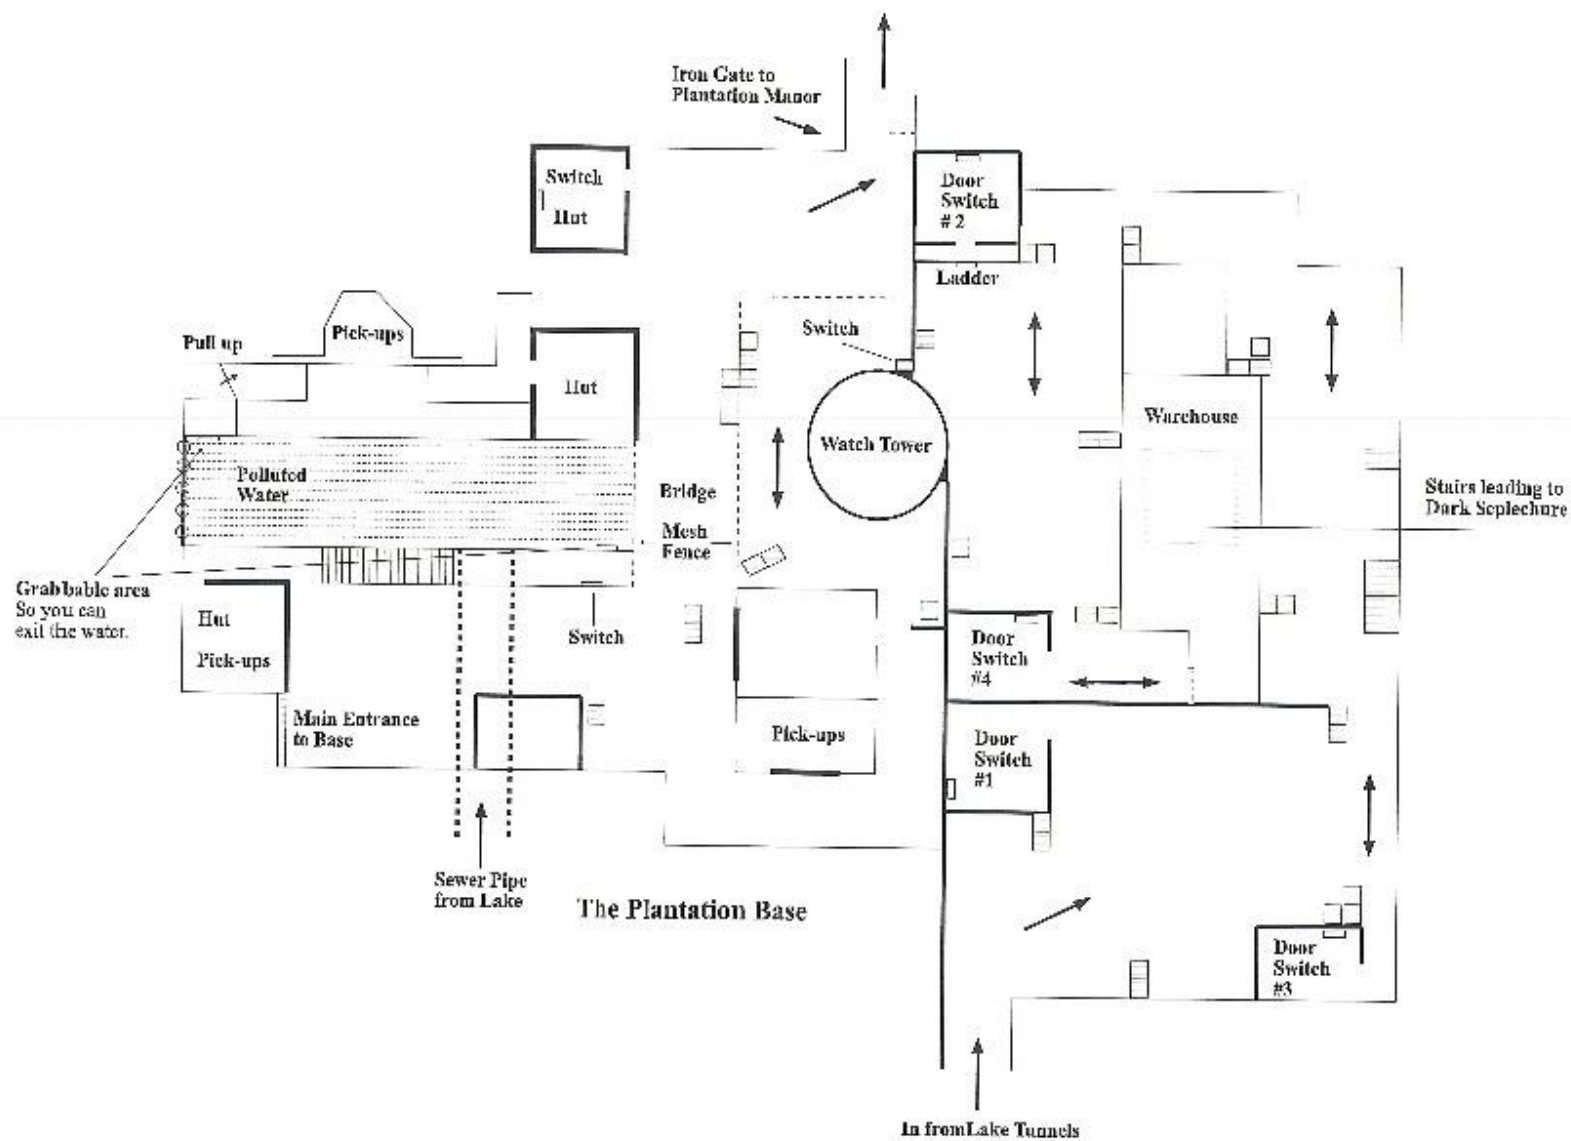 Iron Gate to
Plantation Manor
Switch
Hut
Door
Switch
# 2
Ladder
Pick-ups
Pull up
Switch
Hut
Watch Tower
Warehouse
Polluted
Water
Bridge
Mesh
Fence
Stairs leading to
Dark Seplechure
Grabbable area
So you can
exit the water.
Hut
Pick-ups
Switch
Door
Switch
#4
Main Entrance
to Base
Pick-ups
Door
Switch
#1
Sewer Pipe
from Lake
The Plantation Base
Door
Switch
#3
In from Lake Tunnels